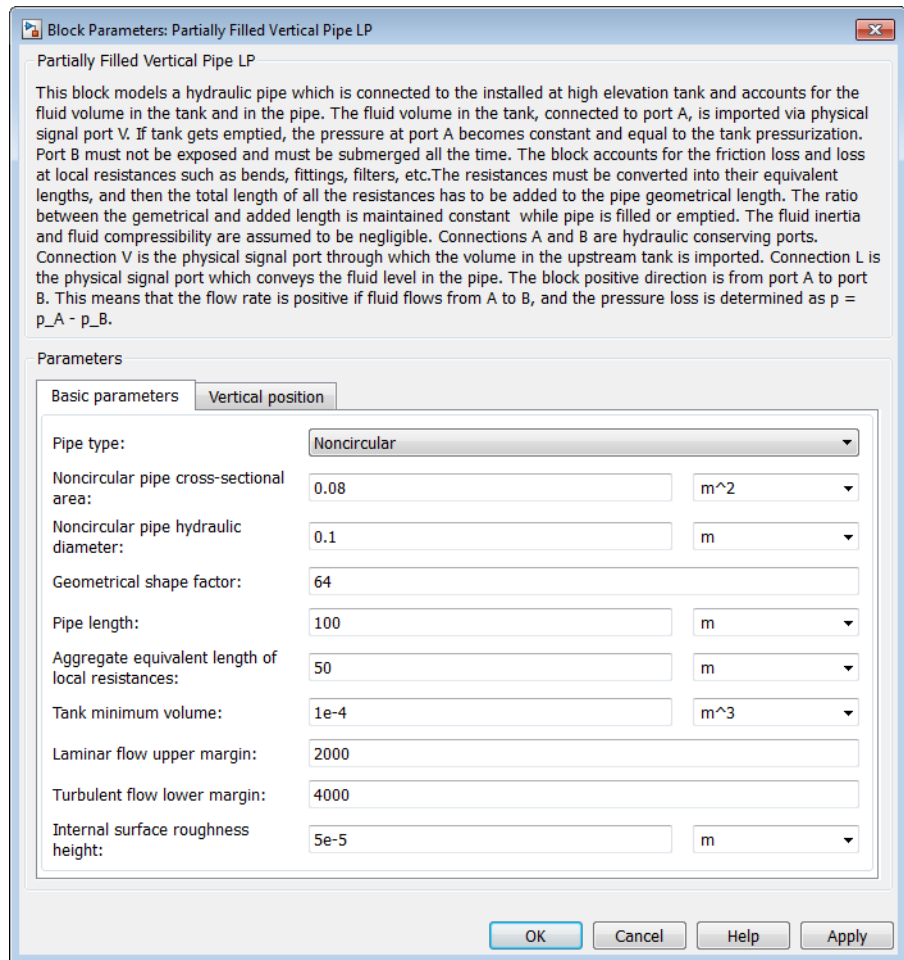 Block Parameters: Partially Filled Vertical Pipe LP
Partially Filled Vertical Pipe LP
This block models a hydraulic pipe which is connected to the installed at high elevation tank and accounts for the
fluid volume in the tank and in the pipe. The fluid volume in the tank, connected to port A, is imported via physical
signal port V. If tank gets emptied, the pressure at port A becomes constant and equal to the tank pressurization.
Port B must not be exposed and must be submerged all the time. The block accounts for the friction loss and loss
at local resistances such as bends, fittings, filters, etc.The resistances must be converted into their equivalent
lengths, and then the total length of all the resistances has to be added to the pipe geometrical length. The ratio
between the gemetrical and added length is maintained constant  while pipe is filled or emptied. The fluid inertia
and fluid compressibility are assumed to be negligible. Connections A and B are hydraulic conserving ports.
Connection V is the physical signal port through which the volume in the upstream tank is imported. Connection L is
the physical signal port which conveys the fluid level in the pipe. The block positive direction is from port A to port
B. This means that the flow rate is positive if fluid flows from A to B, and the pressure loss is determined as p =
p_A - p_B.
Parameters
Basic parameters Vertical position
Pipe type: Noncircular
Noncircular pipe cross-sectional
area: 0.08 m^2
Noncircular pipe hydraulic
diameter: 0.1 m
Geometrical shape factor: 64
Pipe length: 100 m
Aggregate equivalent length of
local resistances: 50 m
Tank minimum volume: 1e-4 m^3
Laminar flow upper margin: 2000
Turbulent flow lower margin: 4000
Internal surface roughness
height: 5e-5 m
OK Cancel Help Apply